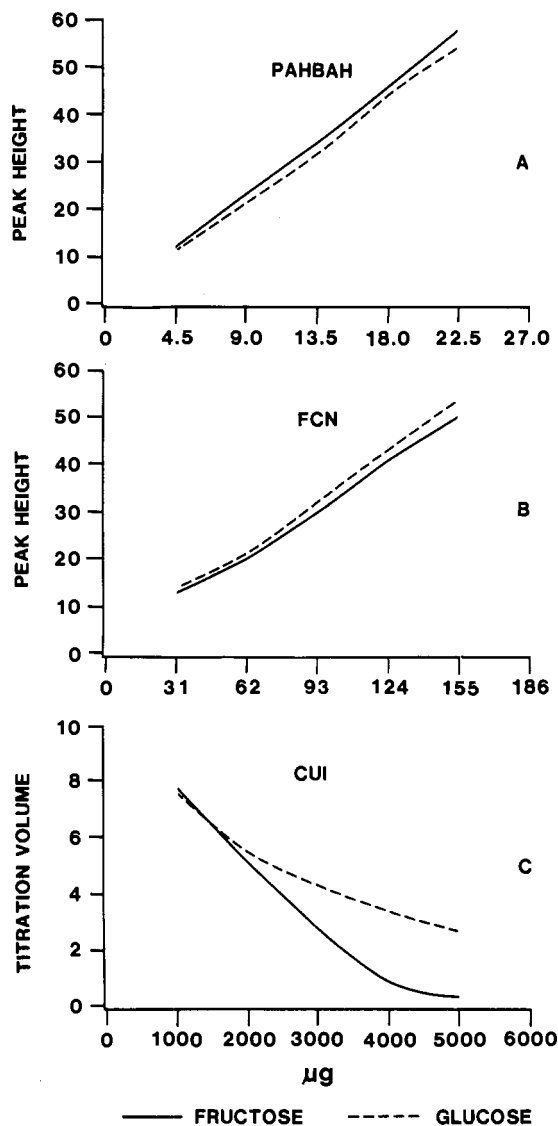 60
50
40
30
20
10
0
PEAK HEIGHT
PAHBAH
A
0 4.5 9.0 13.5 18.0 22.5 27.0
60
50
40
30
20
10
0
PEAK HEIGHT
FCN
B
0 31 62 93 124 155 186
10
8
6
4
2
0
TITRATION VOLUME
CUI
C
0 1000 2000 3000 4000 5000 6000
µg
FRUCTOSE GLUCOSE